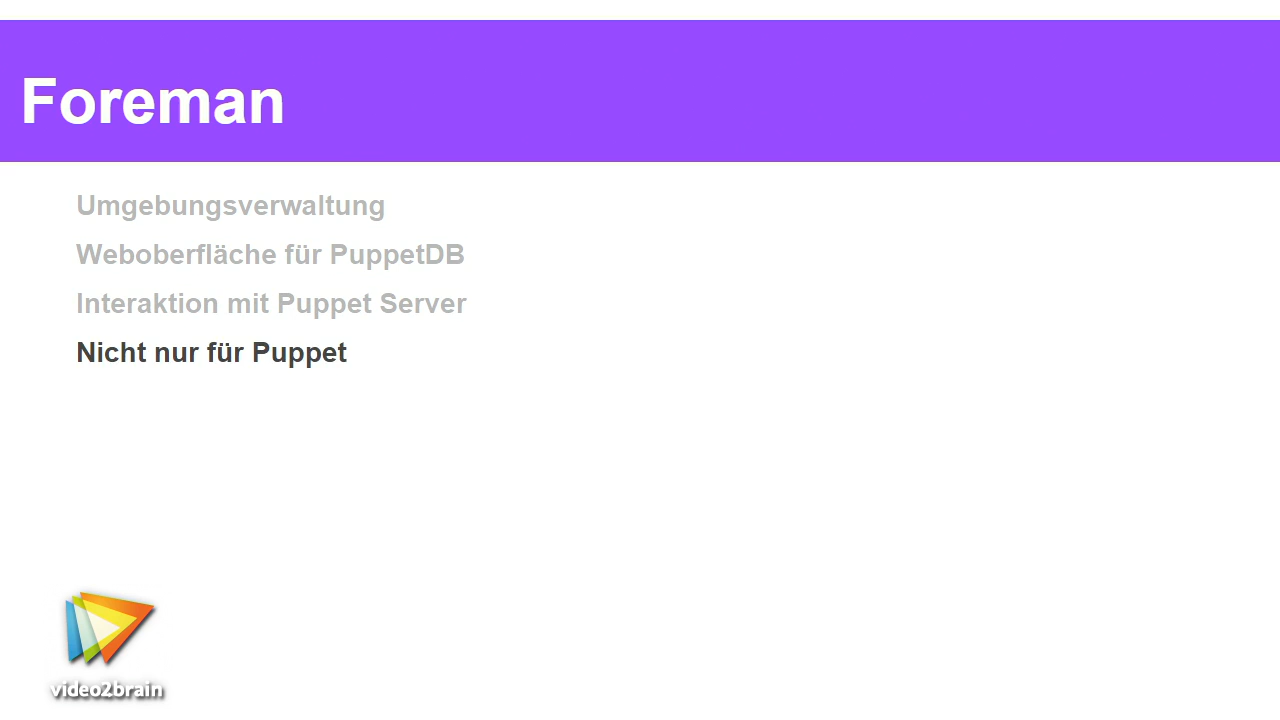 Foreman
Umgebungsverwaltung
Weboberfläche für PuppetDB
Interaktion mit Puppet Server
Nicht nur für Puppet
video2brain